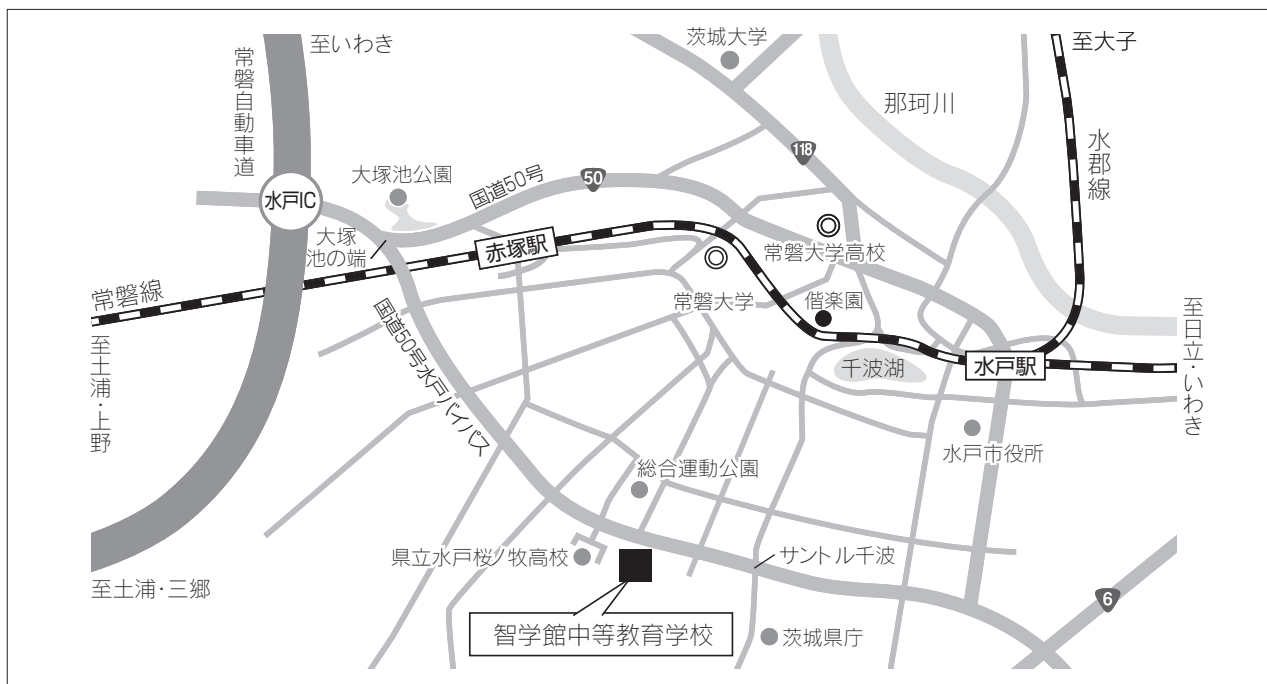 至いわき
常磐自動車道
水戸IC
大塚池公園
大塚
池の端
国道50号
50
茨城大学
118
那珂川
至大子
水郡線
赤塚駅
常磐大学高校
常磐大学
偕楽園
千波湖
水戸駅
至日立・いわき
常磐線
至土浦・上野
国道50号水戸バイパス
水戸市役所
総合運動公園
県立水戸桜ノ牧高校
サントル千波
至土浦・三郷
6
智学館中等教育学校
茨城県庁